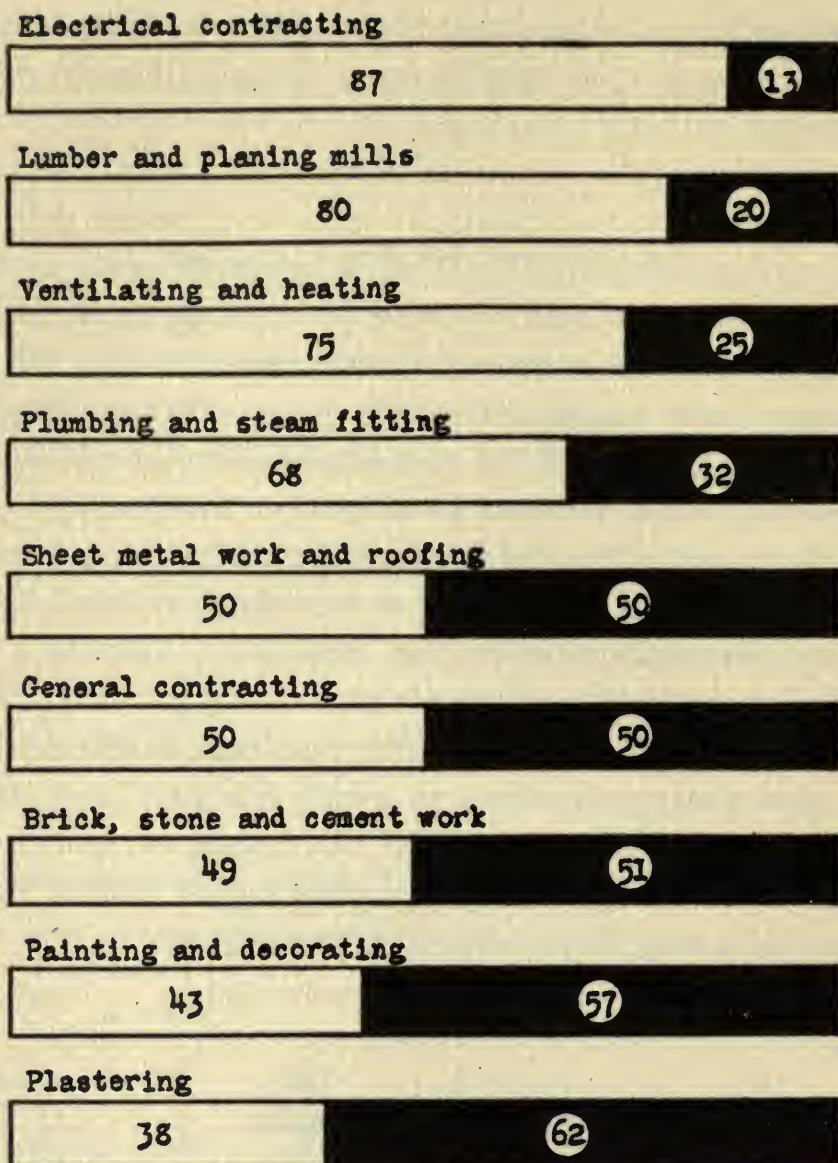 Electrical contracting
87 13
Lumber and planing mills
80 20
Ventilating and heating
75 25
Plumbing and steam fitting
68 32
Sheet metal work and roofing
50 50
General contracting
50 50
Brick, stone and cement work
49 51
Painting and decorating
43 57
Plastering
38 62